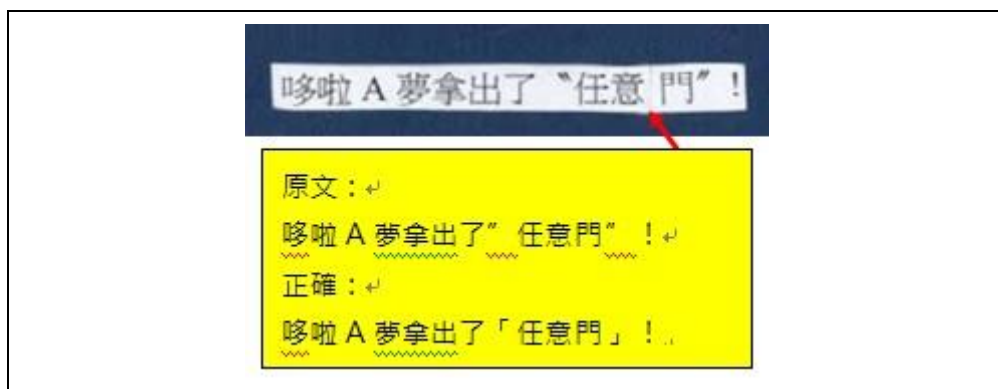 哆啦 A 夢拿出了〝任意 門〞！
原文：↵
哆啦 A 夢拿出了〞任意門〞！↵
正確：↵
哆啦 A 夢拿出了「任意門」！